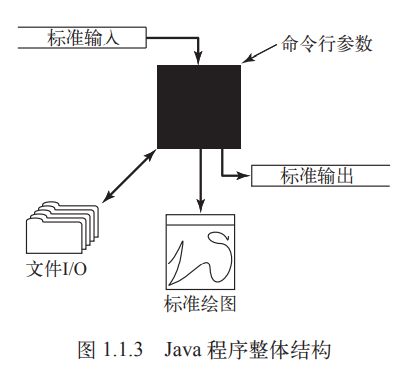 标准输入
命令行参数
标准输出
文件I/O
标准绘图
图 1.1.3 Java 程序整体结构